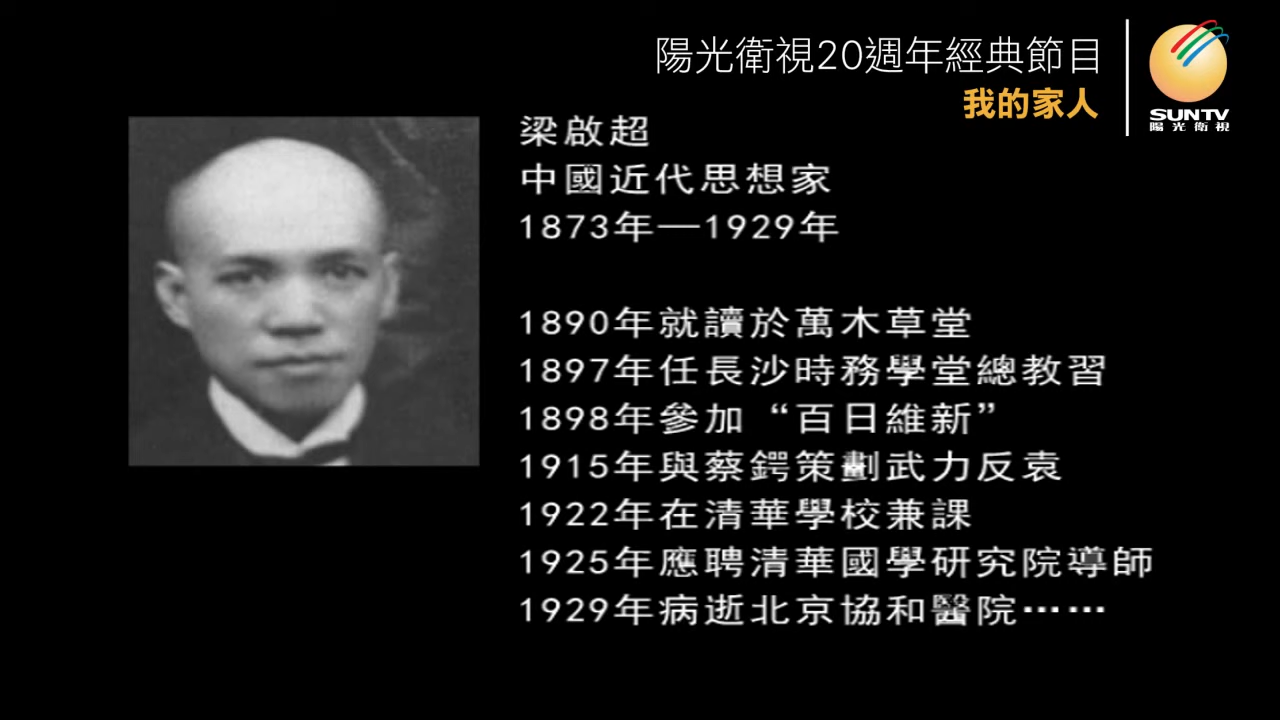 陽光衛視20週年經典節目
我的家人
SUNTV
陽光衛視
梁啟超
中國近代思想家
1873年—1929年
1890年就讀於萬木草堂
1897年任長沙時務學堂總教習
1898年參加“百日維新”
1915年與蔡鍔策劃武力反袁
1922年在清華學校兼課
1925年應聘清華國學研究院導師
1929年病逝北京協和醫院……